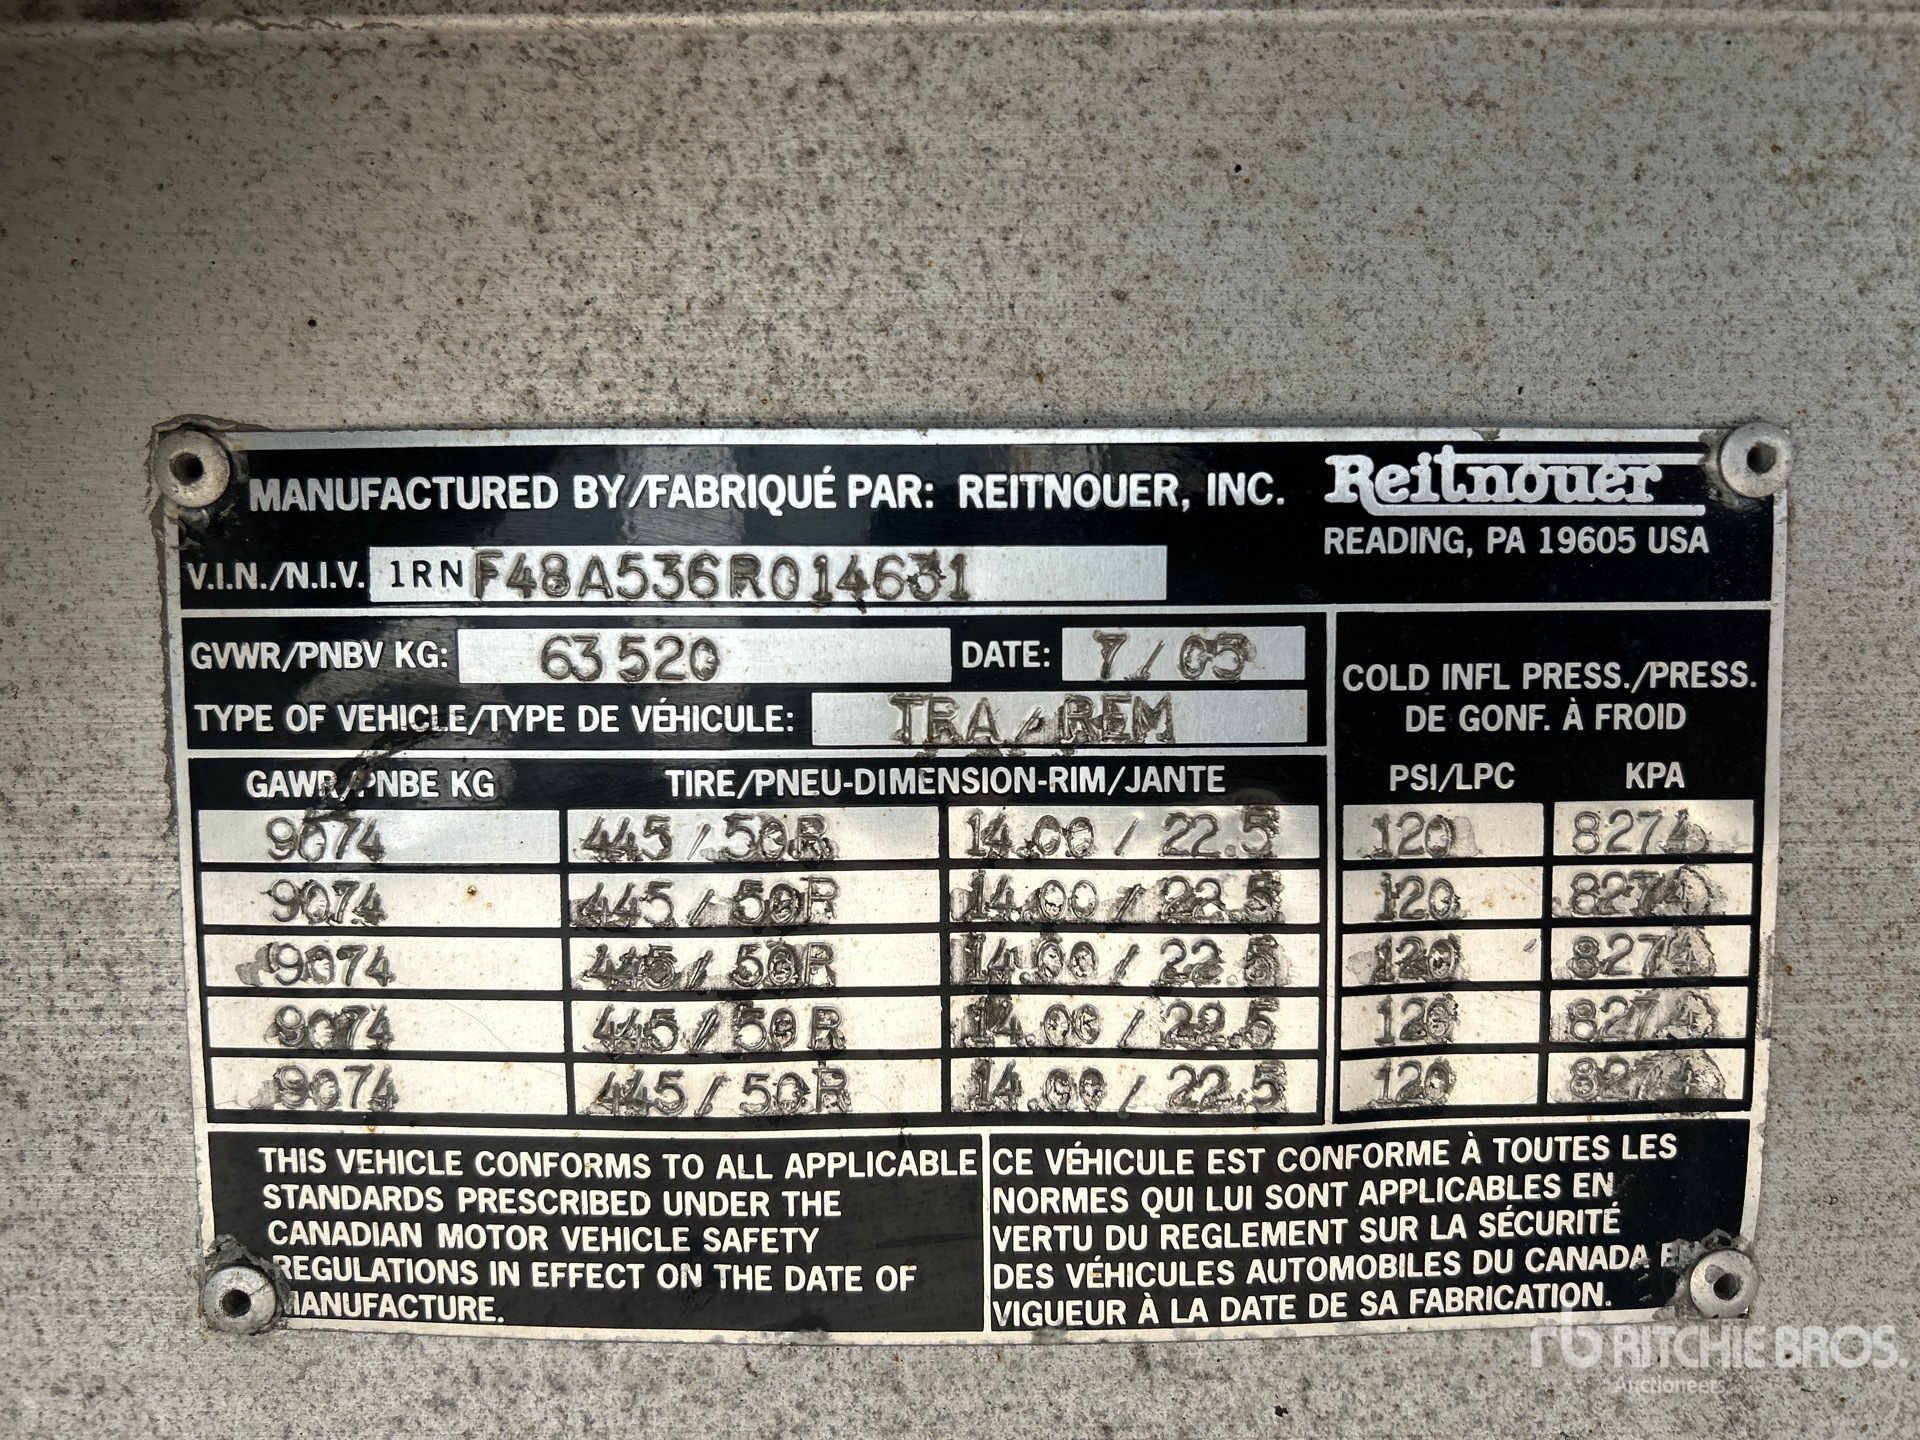 MANUFACTURED BY/FABRIQUÉ PAR: REITNOUER, INC. Reitnouer
READING, PA 19605 USA
V.I.N./N.I.V. 1RNF48A536R014631
GVWR/PNBV KG: 63520 DATE: 7/05
TYPE OF VEHICLE/TYPE DE VÉHICULE: TRA/REM
COLD INFL PRESS./PRESS.
DE GONF. À FROID
GAWR/PNBE KG TIRE/PNEU-DIMENSION-RIM/JANTE PSI/LPC KPA
9074 445/50R 14.00/22.5 120 8274
9074 445/50R 14.00/22.5 120 8274
9074 445/50R 14.00/22.5 120 8274
9074 445/50R 14.00/22.5 120 8274
9074 445/50R 14.00/22.5 120 8274
THIS VEHICLE CONFORMS TO ALL APPLICABLE
STANDARDS PRESCRIBED UNDER THE
CANADIAN MOTOR VEHICLE SAFETY
REGULATIONS IN EFFECT ON THE DATE OF
MANUFACTURE.
CE VÉHICULE EST CONFORME À TOUTES LES
NORMES QUI LUI SONT APPLICABLES EN
VERTU DU REGLEMENT SUR LA SÉCURITÉ
DES VÉHICULES AUTOMOBILES DU CANADA EN
VIGUEUR À LA DATE DE SA FABRICATION.
rb RITCHIE BROS.
Auctioneers